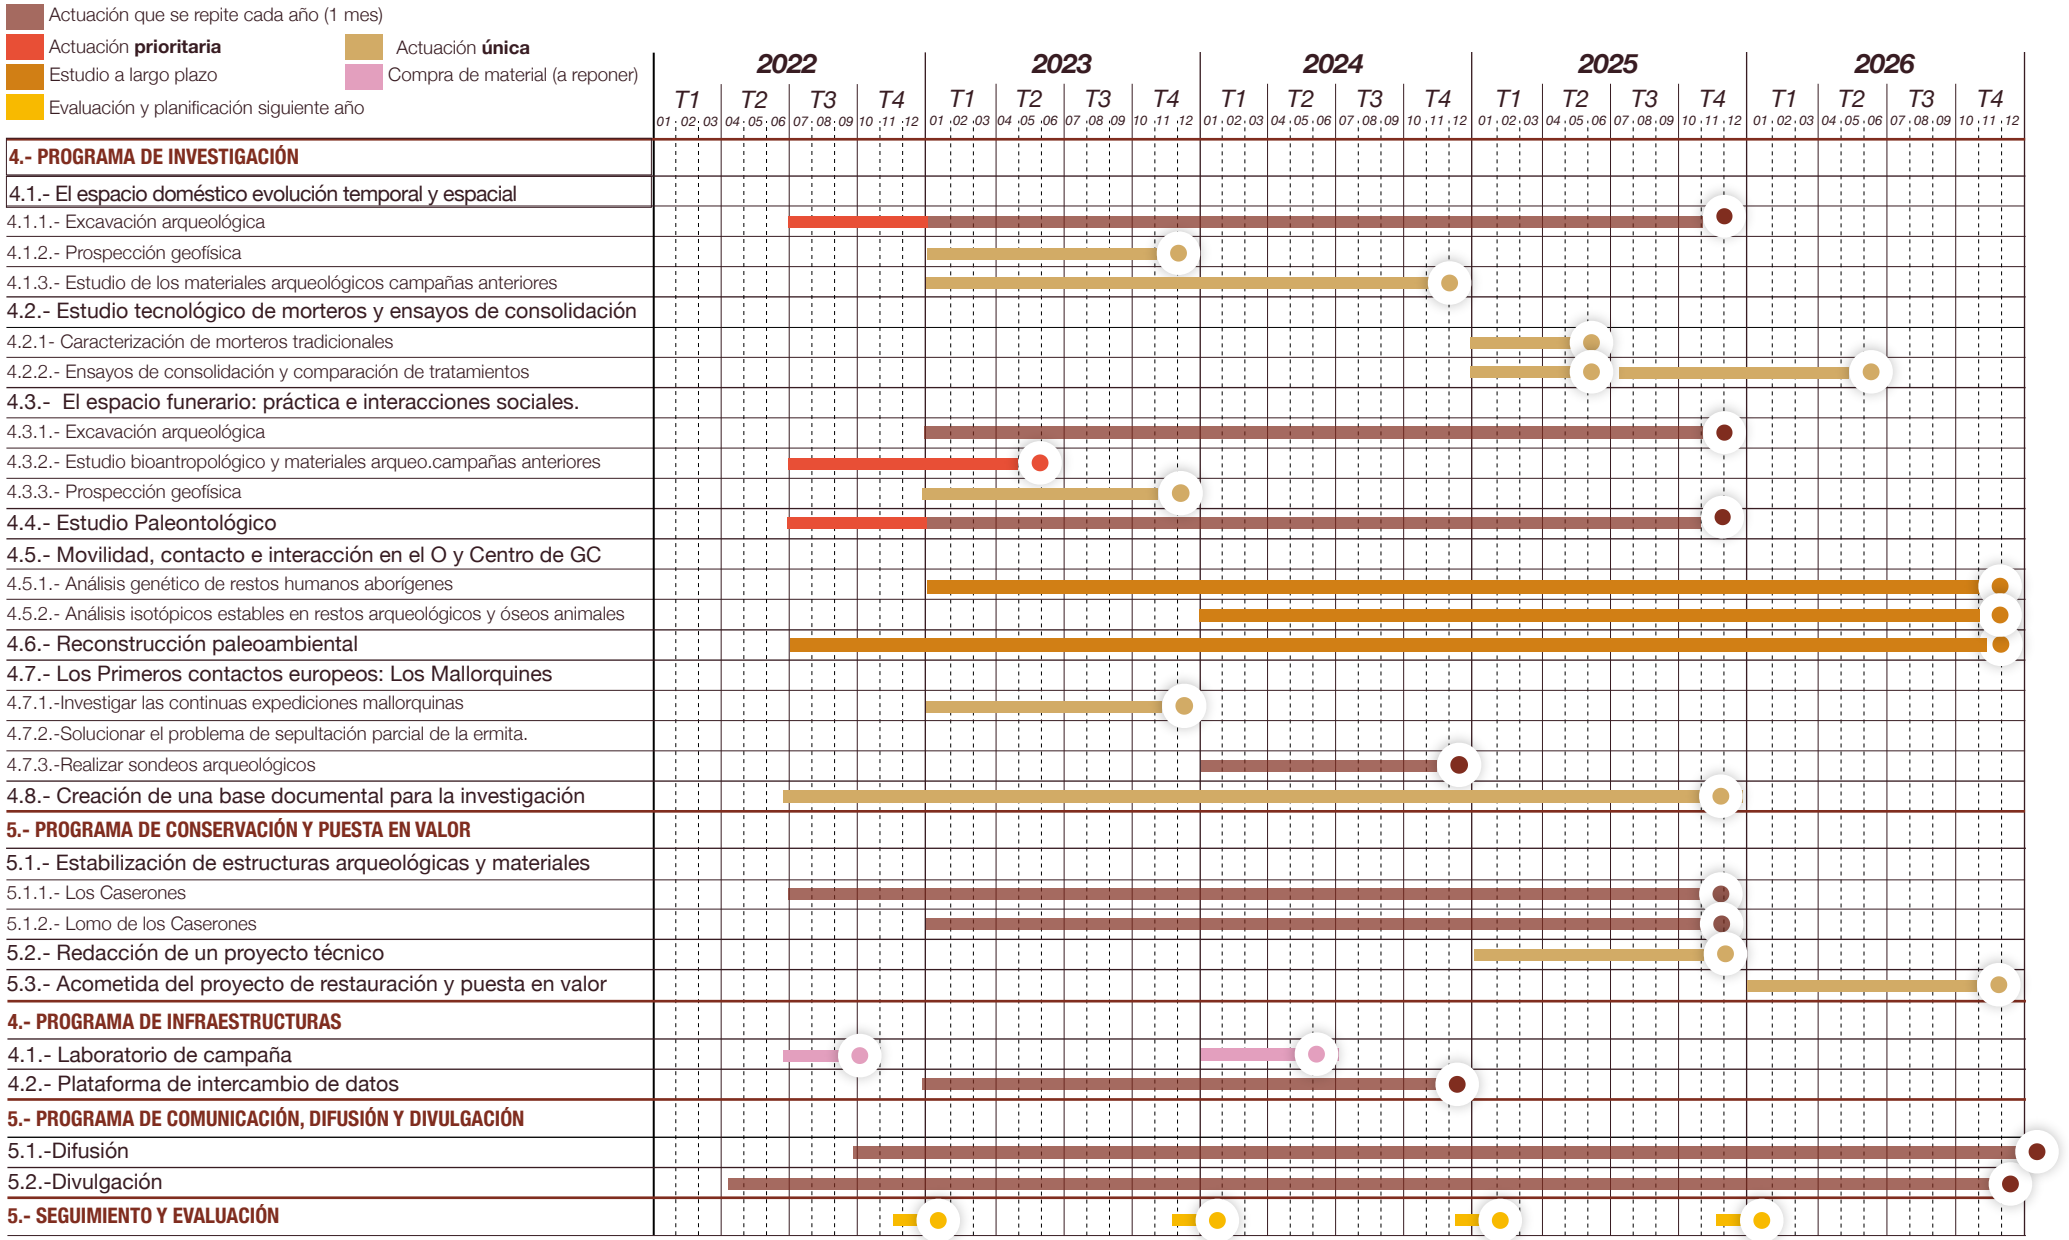 Actuación que se repite cada año (1 mes)
Actuación prioritaria
Actuación única
Estudio a largo plazo
Compra de material (a reponer)
Evaluación y planificación siguiente año
2022 2023 2024 2025 2026
T1 T2 T3 T4 T1 T2 T3 T4 T1 T2 T3 T4 T1 T2 T3 T4 T1 T2 T3 T4
01 02 03 04 05 06 07 08 09 10 11 12 01 02 03 04 05 06 07 08 09 10 11 12 01 02 03 04 05 06 07 08 09 10 11 12 01 02 03 04 05 06 07 08 09 10 11 12 01 02 03 04 05 06 07 08 09 10 11 12
4.- PROGRAMA DE INVESTIGACIÓN
4.1.- El espacio doméstico evolución temporal y espacial
4.1.1.- Excavación arqueológica
4.1.2.- Prospección geofísica
4.1.3.- Estudio de los materiales arqueológicos campañas anteriores
4.2.- Estudio tecnológico de morteros y ensayos de consolidación
4.2.1- Caracterización de morteros tradicionales
4.2.2.- Ensayos de consolidación y comparación de tratamientos
4.3.- El espacio funerario: práctica e interacciones sociales.
4.3.1.- Excavación arqueológica
4.3.2.- Estudio bioantropológico y materiales arqueo.campañas anteriores
4.3.3.- Prospección geofísica
4.4.- Estudio Paleontológico
4.5.- Movilidad, contacto e interacción en el O y Centro de GC
4.5.1.- Análisis genético de restos humanos aborígenes
4.5.2.- Análisis isotópicos estables en restos arqueológicos y óseos animales
4.6.- Reconstrucción paleoambiental
4.7.- Los Primeros contactos europeos: Los Mallorquines
4.7.1.-Investigar las continuas expediciones mallorquinas
4.7.2.-Solucionar el problema de sepultación parcial de la ermita.
4.7.3.-Realizar sondeos arqueológicos
4.8.- Creación de una base documental para la investigación
5.- PROGRAMA DE CONSERVACIÓN Y PUESTA EN VALOR
5.1.- Estabilización de estructuras arqueológicas y materiales
5.1.1.- Los Caserones
5.1.2.- Lomo de los Caserones
5.2.- Redacción de un proyecto técnico
5.3.- Acometida del proyecto de restauración y puesta en valor
4.- PROGRAMA DE INFRAESTRUCTURAS
4.1.- Laboratorio de campaña
4.2.- Plataforma de intercambio de datos
5.- PROGRAMA DE COMUNICACIÓN, DIFUSIÓN Y DIVULGACIÓN
5.1.-Difusión
5.2.-Divulgación
5.- SEGUIMIENTO Y EVALUACIÓN